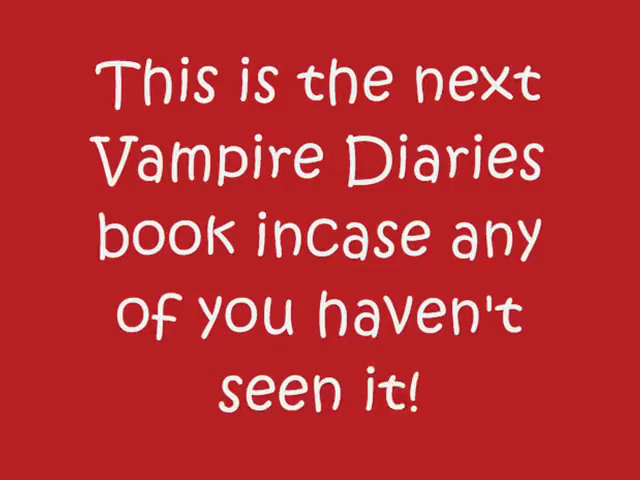 This is the next
Vampire Diaries
book incase any
of you haven't
seen it!